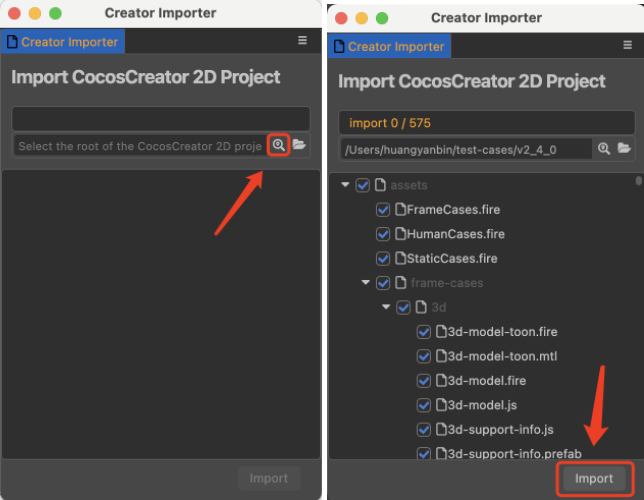 Creator Importer
Creator Importer
Import CocosCreator 2D Project
Select the root of the CocosCreator 2D proje
Import
Creator Importer
Creator Importer
Import CocosCreator 2D Project
import 0 / 575
/Users/huangyanbin/test-cases/v2_4_0
assets
FrameCases.fire
HumanCases.fire
StaticCases.fire
frame-cases
3d
3d-model-toon.fire
3d-model-toon.mtl
3d-model.fire
3d-model.js
3d-support-info.js
3d-support-info.prefab
Import